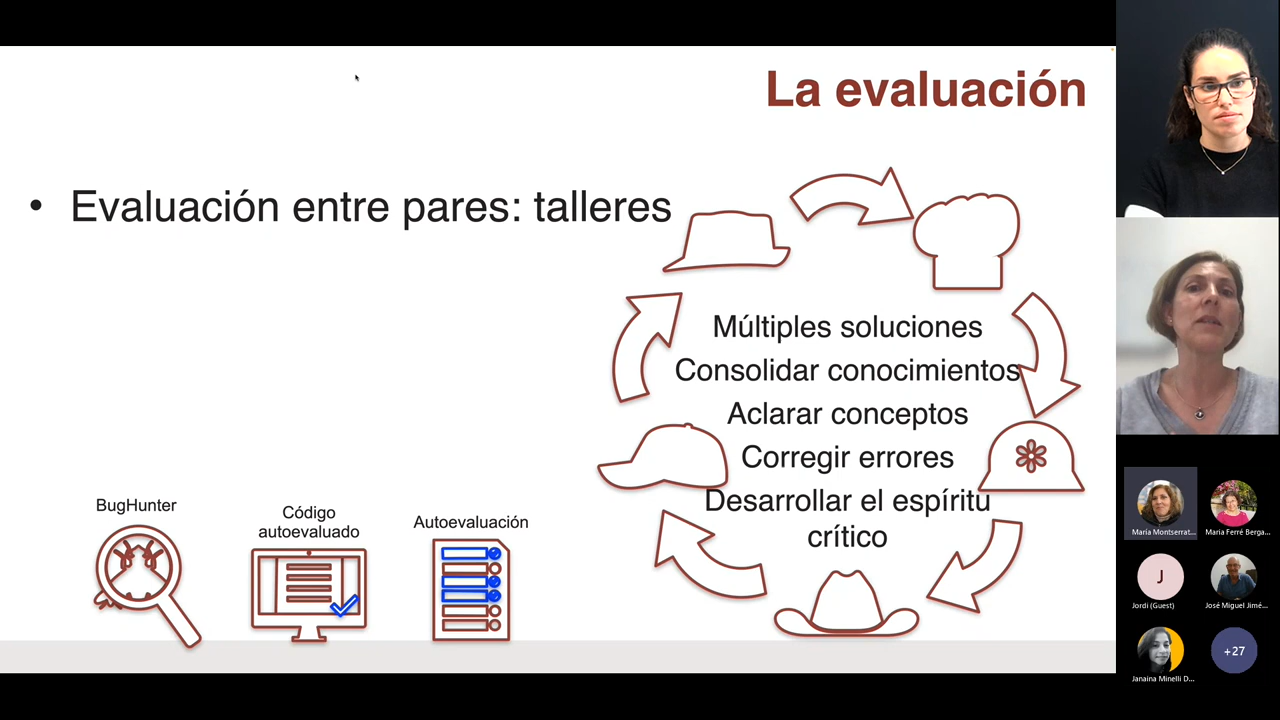 La evaluación
• Evaluación entre pares: talleres
Múltiples soluciones
Consolidar conocimientos
Aclarar conceptos
Corregir errores
Desarrollar el espíritu
crítico
BugHunter
Código
autoevaluado
Autoevaluación
María Montserrat...
Maria Ferré Berga...
J
Jordi (Guest)
José Miguel Jimé...
Janaina Minelli D...
+27